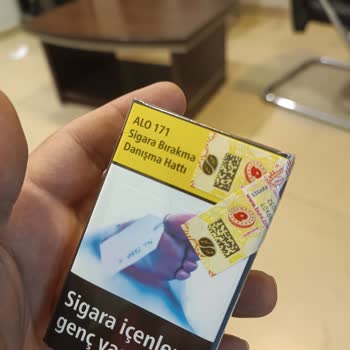 ALO 171
Sigara Bırakma
Danışma Hattı
Sigara içenler
genç ya